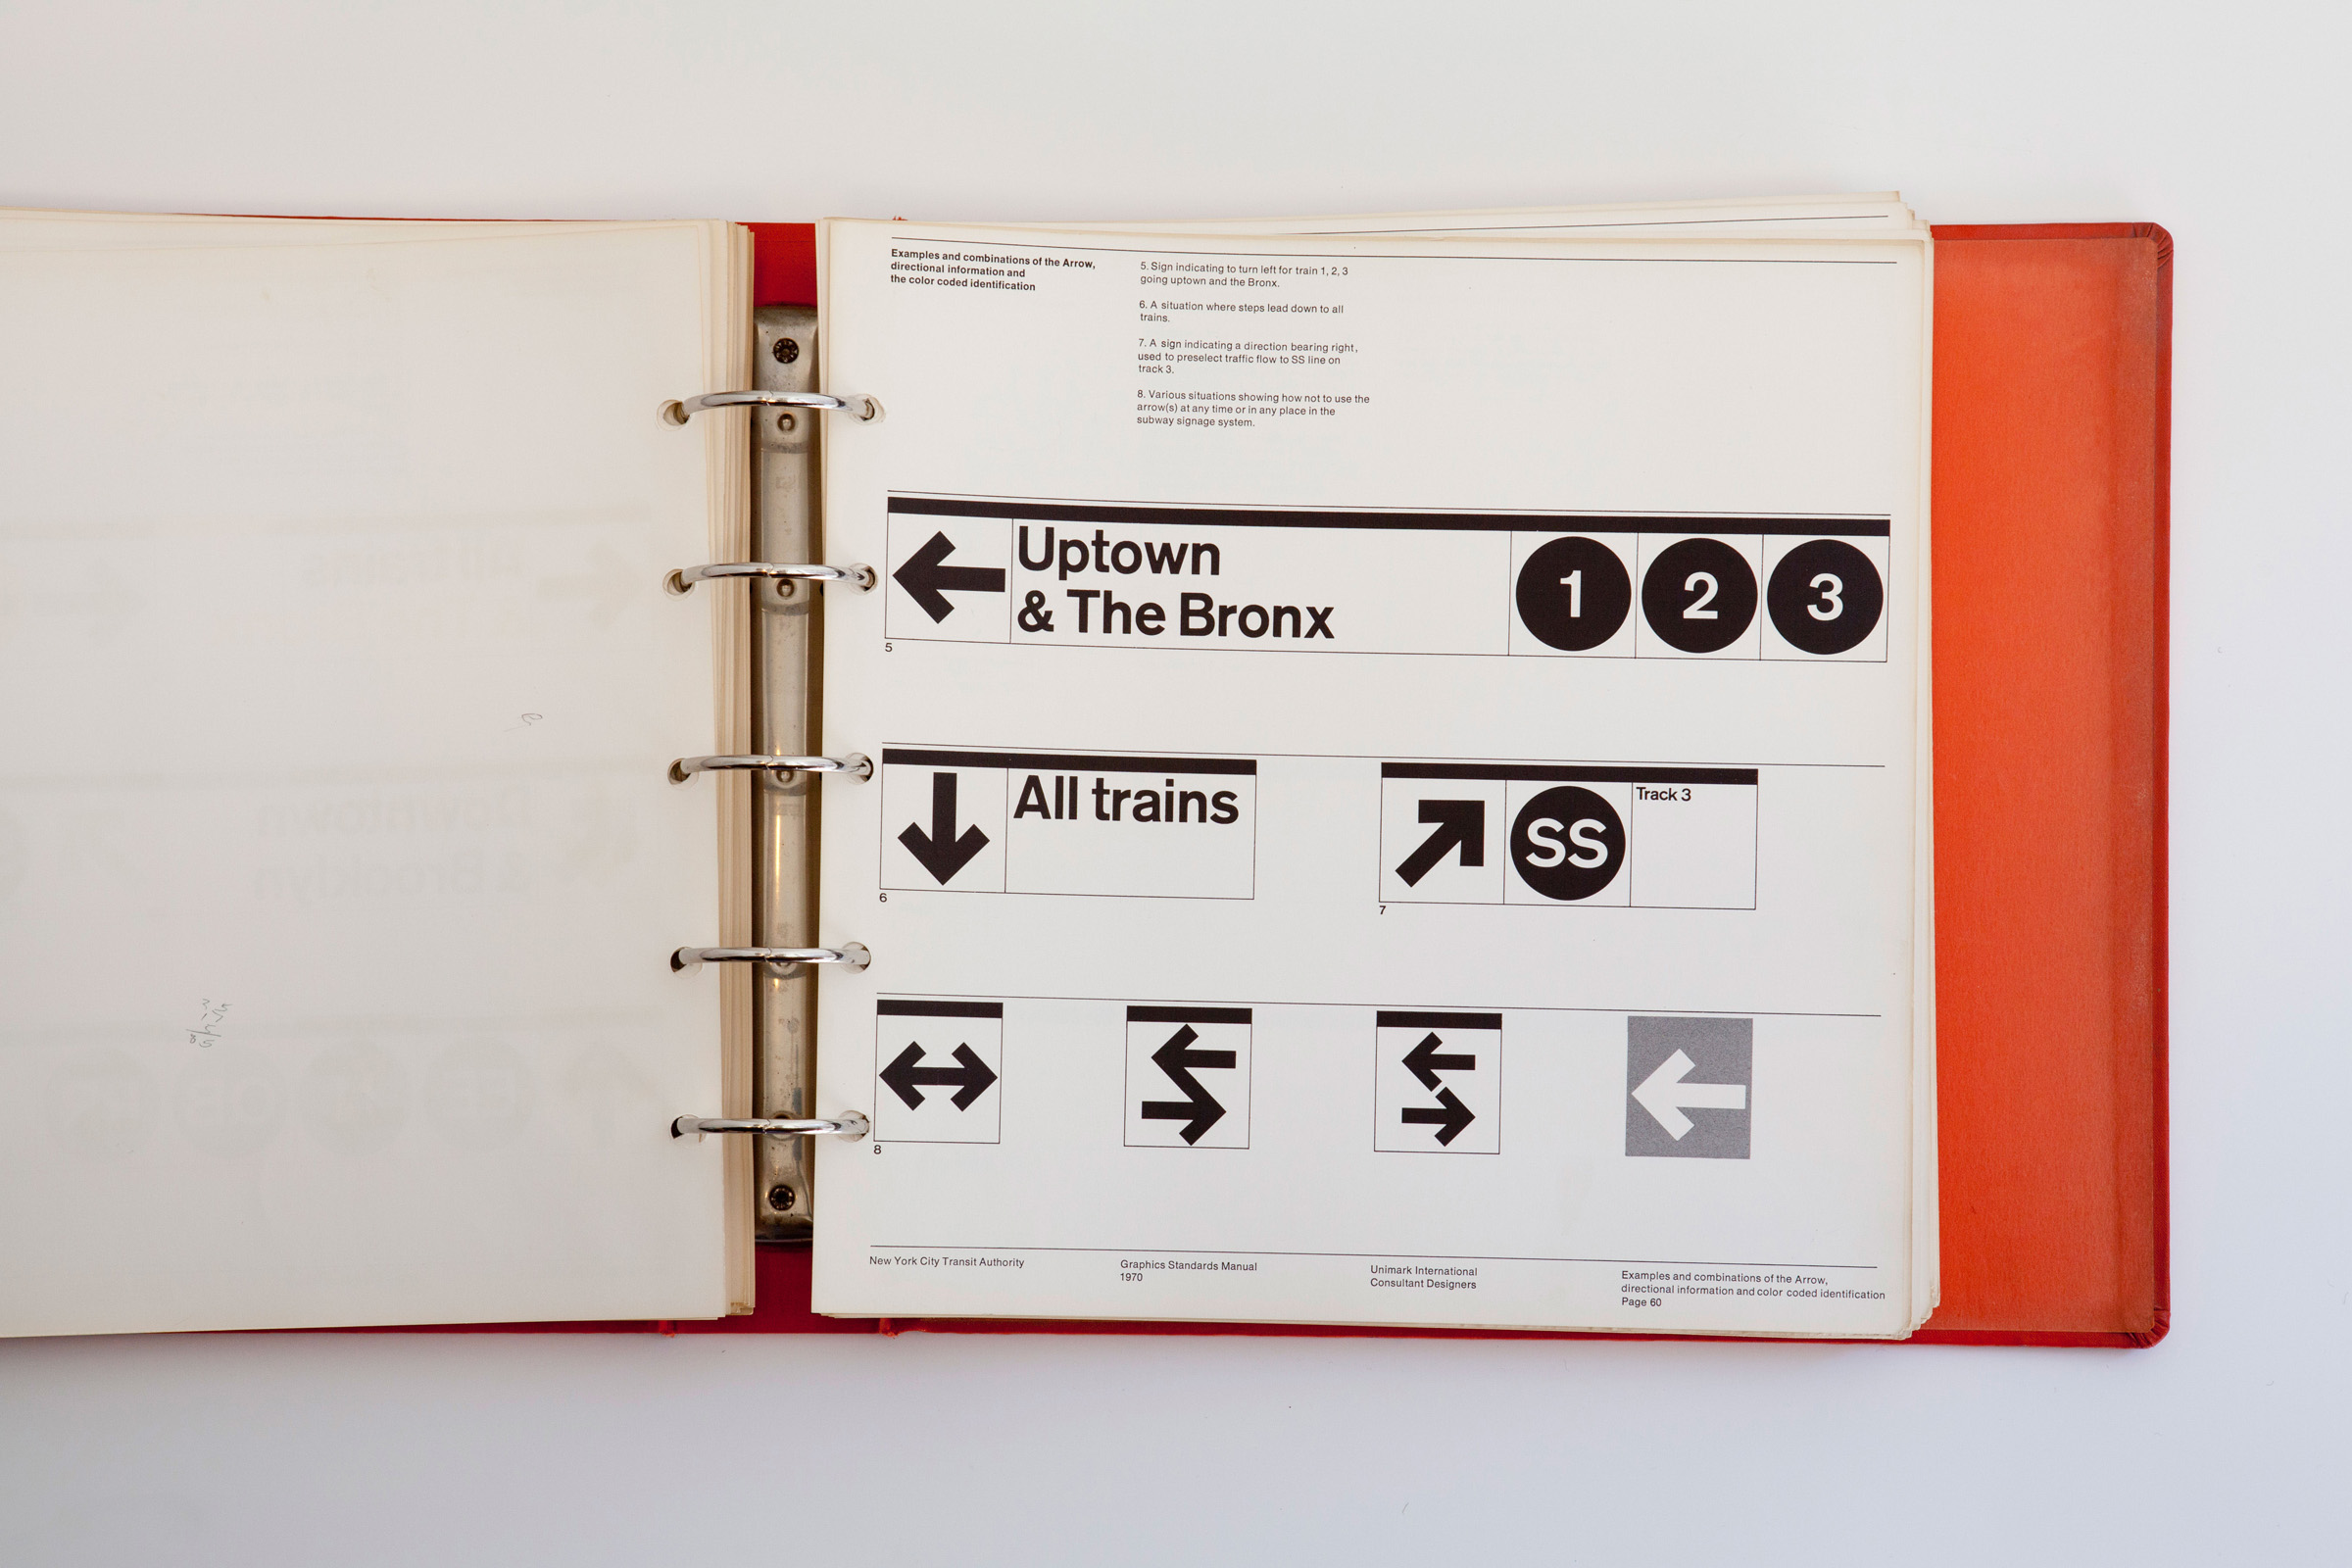 Examples and combinations of the Arrow,
directional information and
the color coded identification
5. Sign indicating to turn left for train 1, 2, 3
going uptown and the Bronx.
6. A situation where steps lead down to all
trains.
7. A sign indicating a direction bearing right,
used to preselect traffic flow to SS line on
track 3.
8. Various situations showing how not to use the
arrow(s) at any time or in any place in the
subway signage system.
Uptown
& The Bronx
1 2 3
5
All trains
6
SS
Track 3
7
8
New York City Transit Authority
Graphics Standards Manual
1970
Unimark International
Consultant Designers
Examples and combinations of the Arrow,
directional information and color coded identification
Page 60